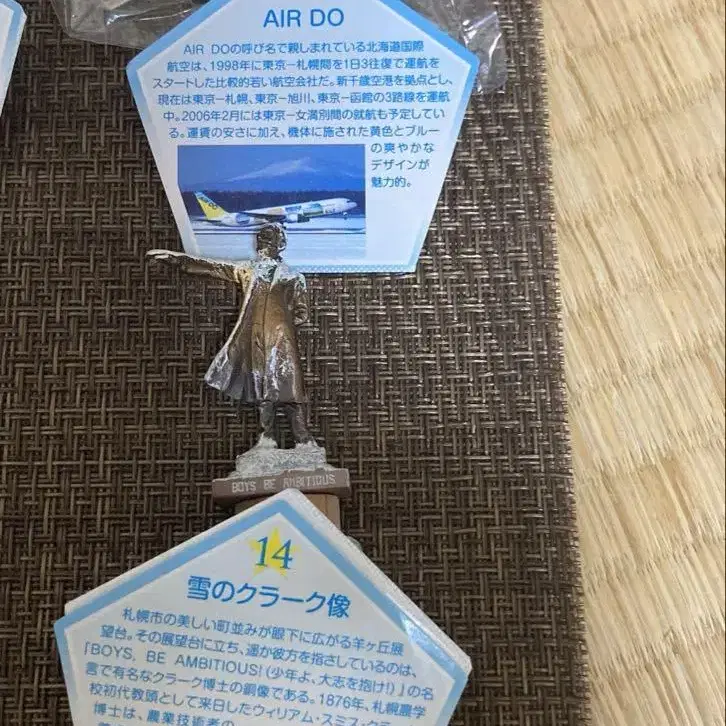 AIR DO
AIR DOの呼び名で親しまれている北海道国際
航空は、1998年に東京ー札幌間を1日3往復で運航を
スタートした比較的若い航空会社だ。新千歳空港を拠点とし、
現在は東京ー札幌、東京ー旭川、東京ー函館の3路線を運航
中。2006年2月には東京ー女満別間の就航も予定してい
る。運賃の安さに加え、機体に施された黄色とブルー
の爽やかな
デザインが
魅力的。
BOYS BE AMBITIOUS
14
雪のクラーク像
札幌市の美しい町並みが眼下に広がる羊ヶ丘展
望台。その展望台に立ち、遥か彼方を指さしているのは、
「BOYS, BE AMBITIOUS!(少年よ、大志を抱け!)」の名
言で有名なクラーク博士の銅像である。1876年、札幌農学
校初代教頭として来日したウィリアム・スミス・クラ
博士は、農業技術者の